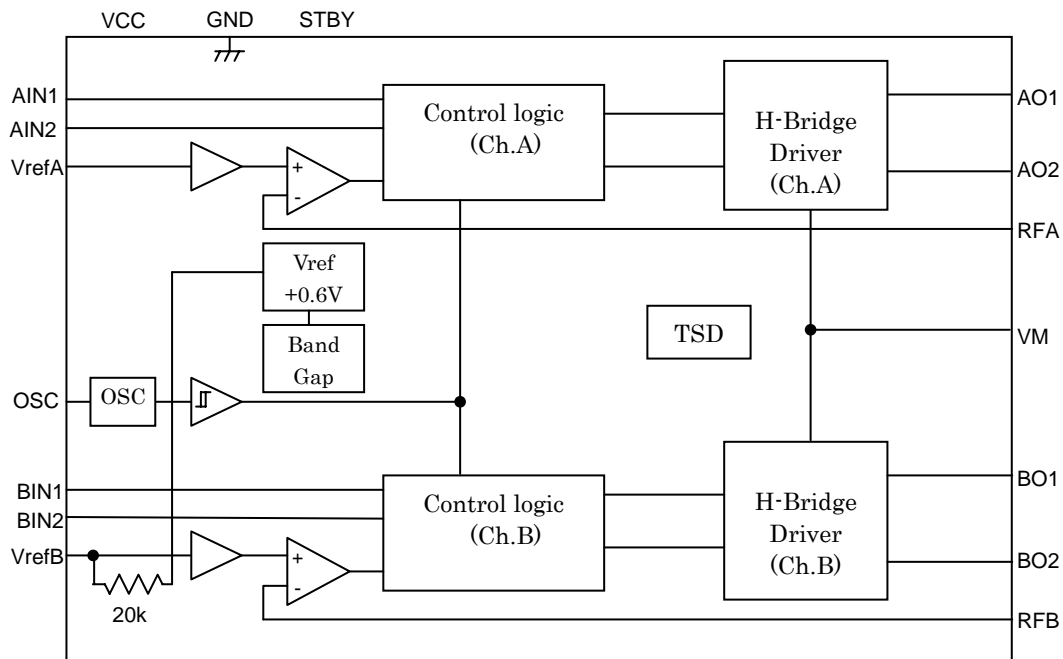 VCC GND STBY
AIN1
AIN2
VrefA
Control logic
(Ch.A)
H-Bridge
Driver
(Ch.A)
AO1
AO2
RFA
+
-
Vref
+0.6V
Band
Gap
TSD
VM
OSC
OSC
BIN1
BIN2
VrefB
20k
+
-
Control logic
(Ch.B)
H-Bridge
Driver
(Ch.B)
BO1
BO2
RFB